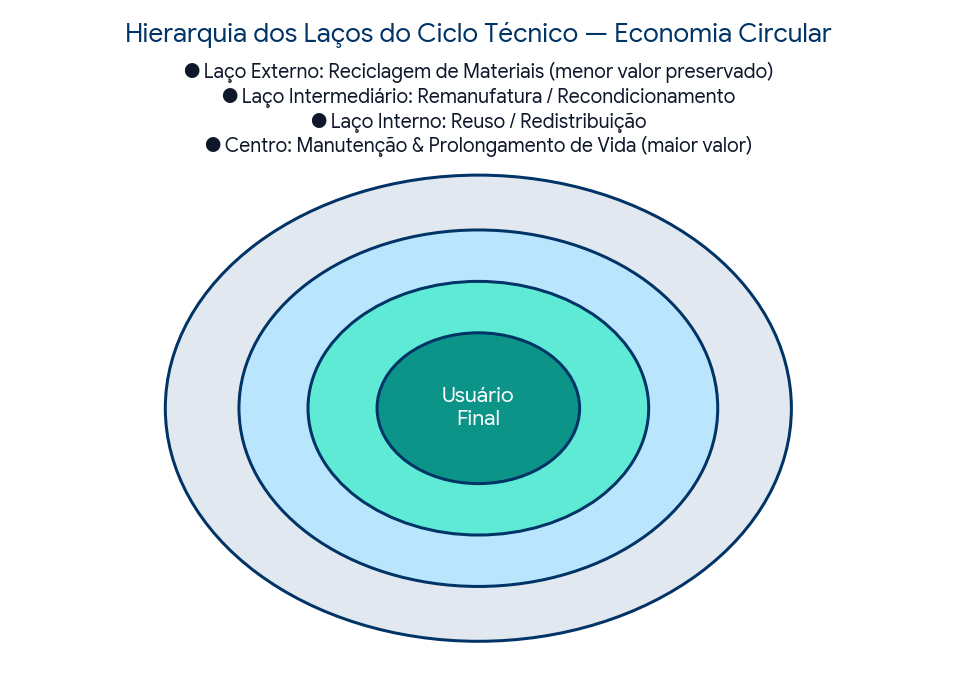 Hierarquia dos Laços do Ciclo Técnico — Economia Circular
● Laço Externo: Reciclagem de Materiais (menor valor preservado)
● Laço Intermediário: Remanufatura / Recondicionamento
● Laço Interno: Reuso / Redistribuição
● Centro: Manutenção & Prolongamento de Vida (maior valor)
Usuário
Final